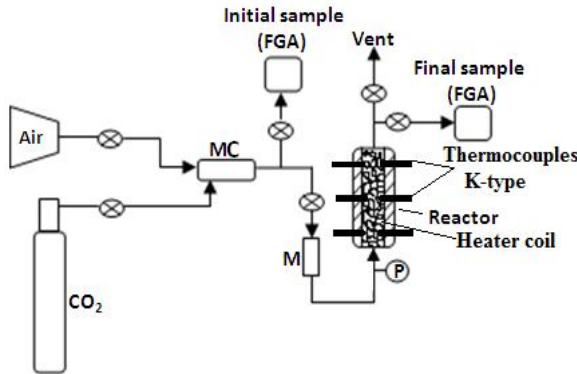 Initial sample
(FGA)
Vent
Final sample
(FGA)
Air
MC
Thermocouples
K-type
Reactor
Heater coil
M
P
CO₂